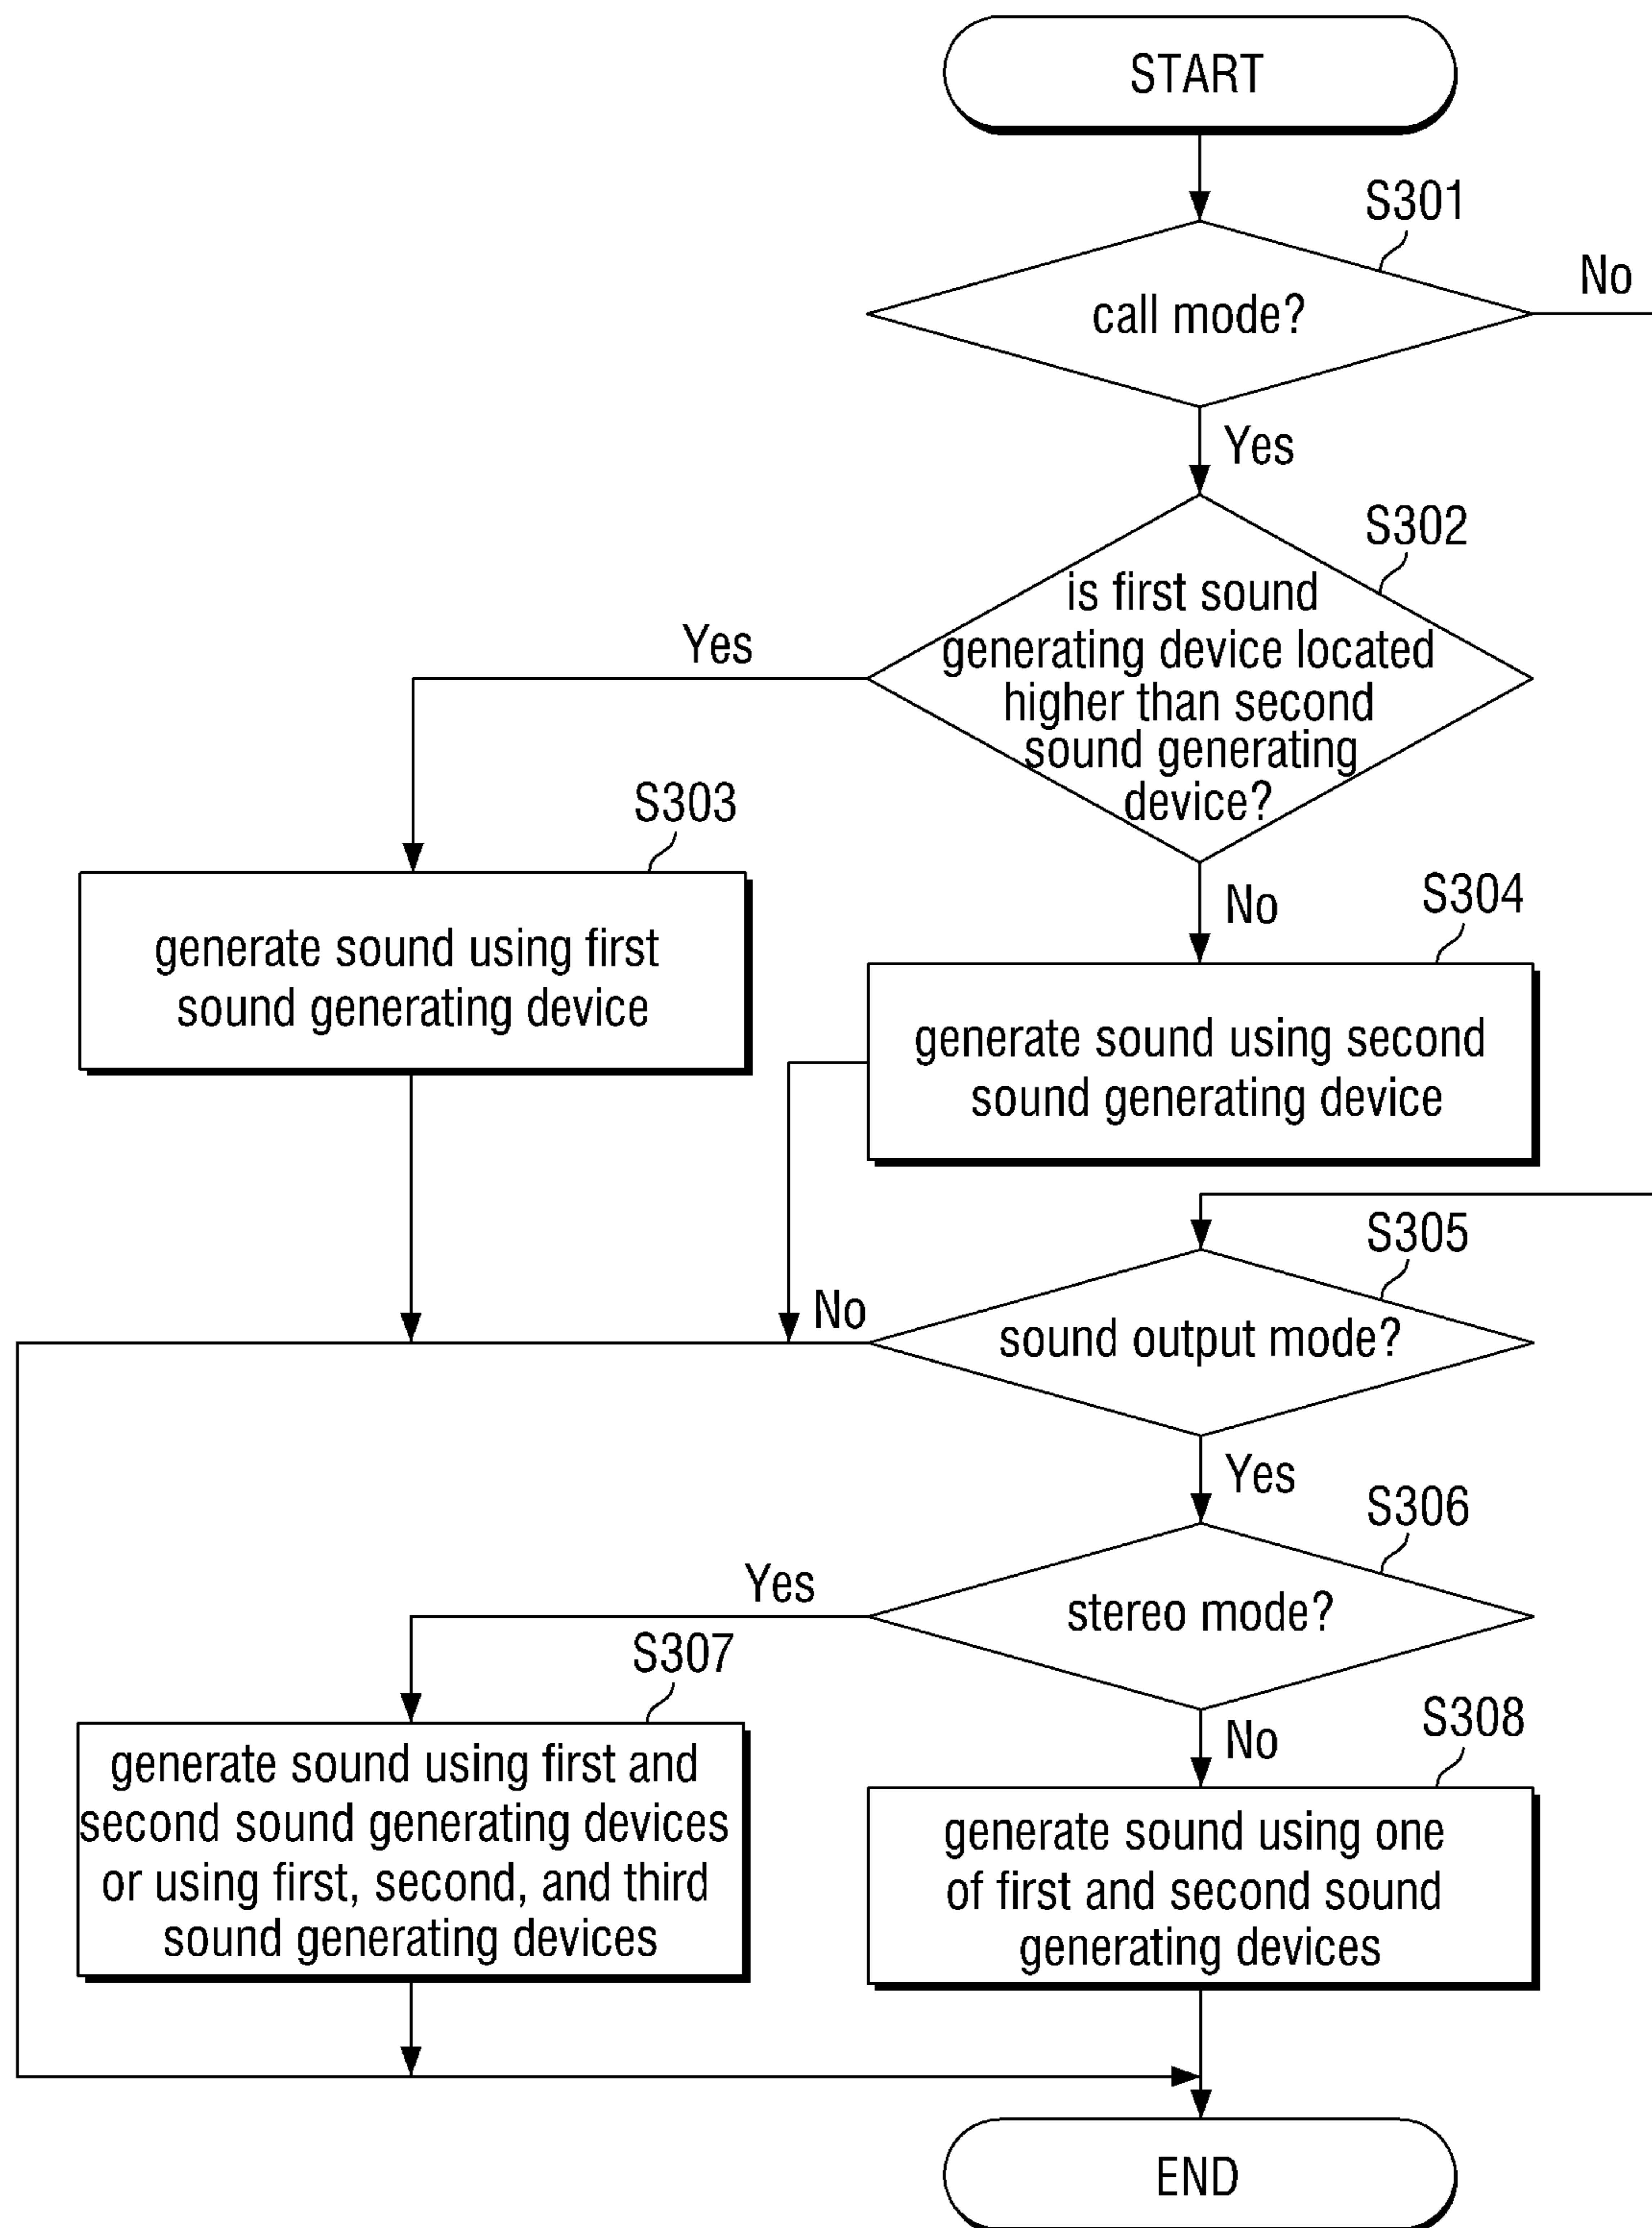 START
S301
No
call mode?
Yes
S302
is first sound
generating device located
higher than second
sound generating
device?
Yes
S303
generate sound using first
sound generating device
No
S304
generate sound using second
sound generating device
S305
No
sound output mode?
Yes
S306
stereo mode?
Yes
S307
generate sound using first and
second sound generating devices
or using first, second, and third
sound generating devices
No
S308
generate sound using one
of first and second sound
generating devices
END